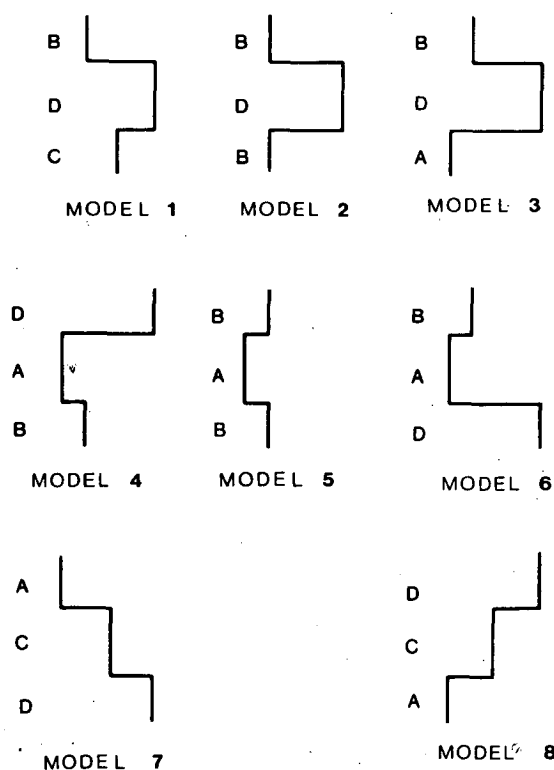 B B B
D D D
C B A
MODEL 1 MODEL 2 MODEL 3
D B B
A A A
B B D
MODEL 4 MODEL 5 MODEL 6
A D
C C
D A
MODEL 7 MODEL 8